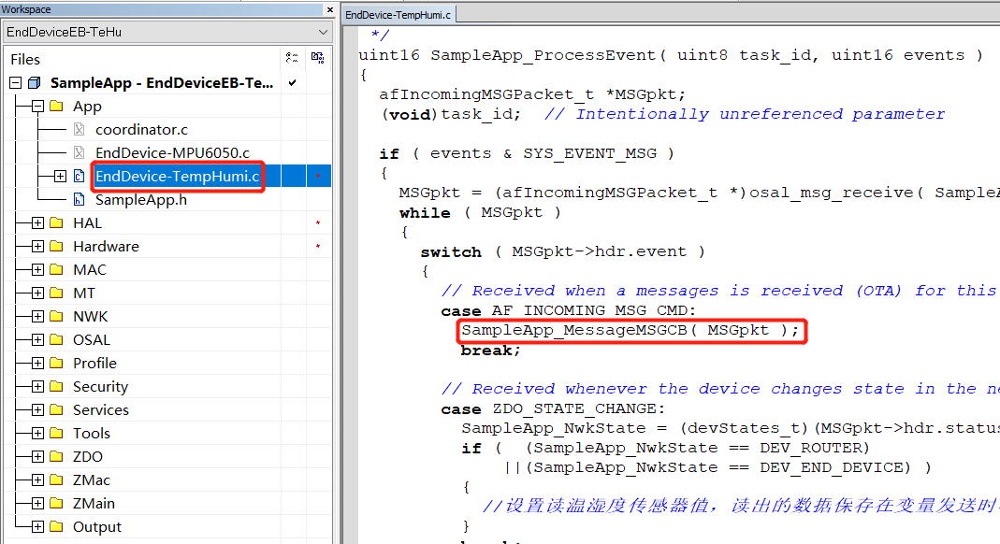 Workspace
EndDeviceEB-TeHu
Files
SampleApp - EndDeviceEB-Te...
App
coordinator.c
EndDevice-MPU6050.c
EndDevice-TempHumi.c
SampleApp.h
HAL
Hardware
MAC
MT
NWK
OSAL
Profile
Security
Services
Tools
ZDO
ZMac
ZMain
Output
EndDevice-TempHumi.c
*/
uint16 SampleApp_ProcessEvent( uint8 task_id, uint16 events )
{
afIncomingMSGPacket_t *MSGpkt;
(void)task_id; // Intentionally unreferenced parameter
if ( events & SYS_EVENT_MSG )
{
MSGpkt = (afIncomingMSGPacket_t *)osal_msg_receive( Sample
while ( MSGpkt )
{
switch ( MSGpkt->hdr.event )
{
// Received when a messages is received (OTA) for this
case AF_INCOMING_MSG_CMD:
SampleApp_MessageMSGCB( MSGpkt );
break;
// Received whenever the device changes state in the ne
case ZDO_STATE_CHANGE:
SampleApp_NwkState = (devStates_t)(MSGpkt->hdr.status
if ( (SampleApp_NwkState == DEV_ROUTER)
||(SampleApp_NwkState == DEV_END_DEVICE) )
{
//设置读温湿度传感器值，读出的数据保存在变量发送时
}